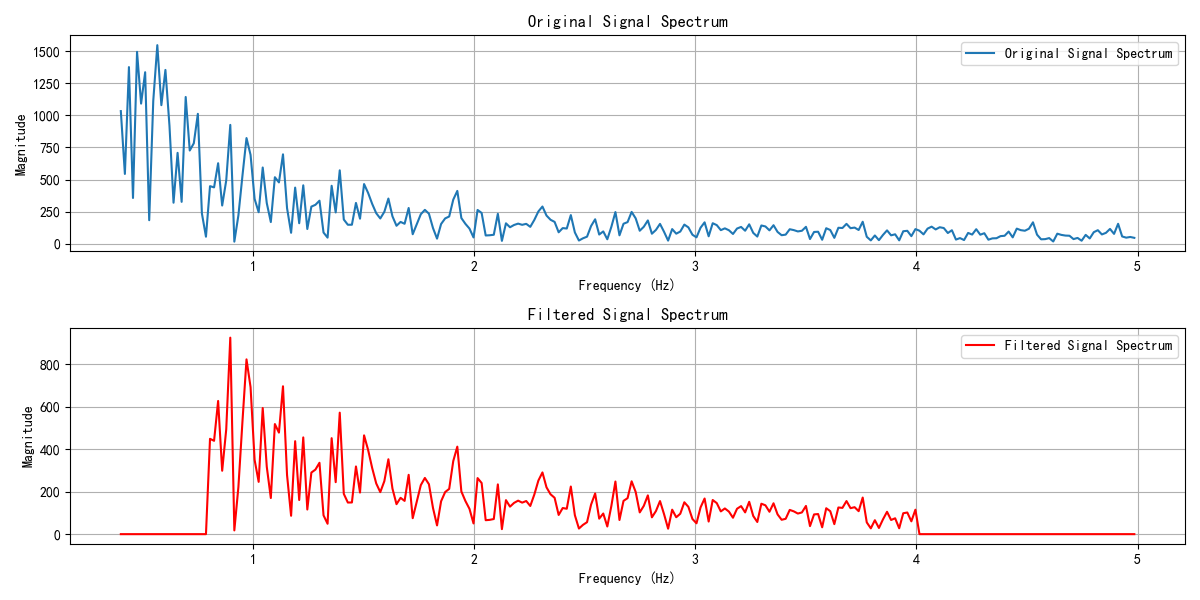 Original Signal Spectrum
1500
1250
1000
750
500
250
0
Magnitude
Original Signal Spectrum
1 2 3 4 5
Frequency (Hz)
Filtered Signal Spectrum
800
600
400
200
0
Magnitude
Filtered Signal Spectrum
1 2 3 4 5
Frequency (Hz)